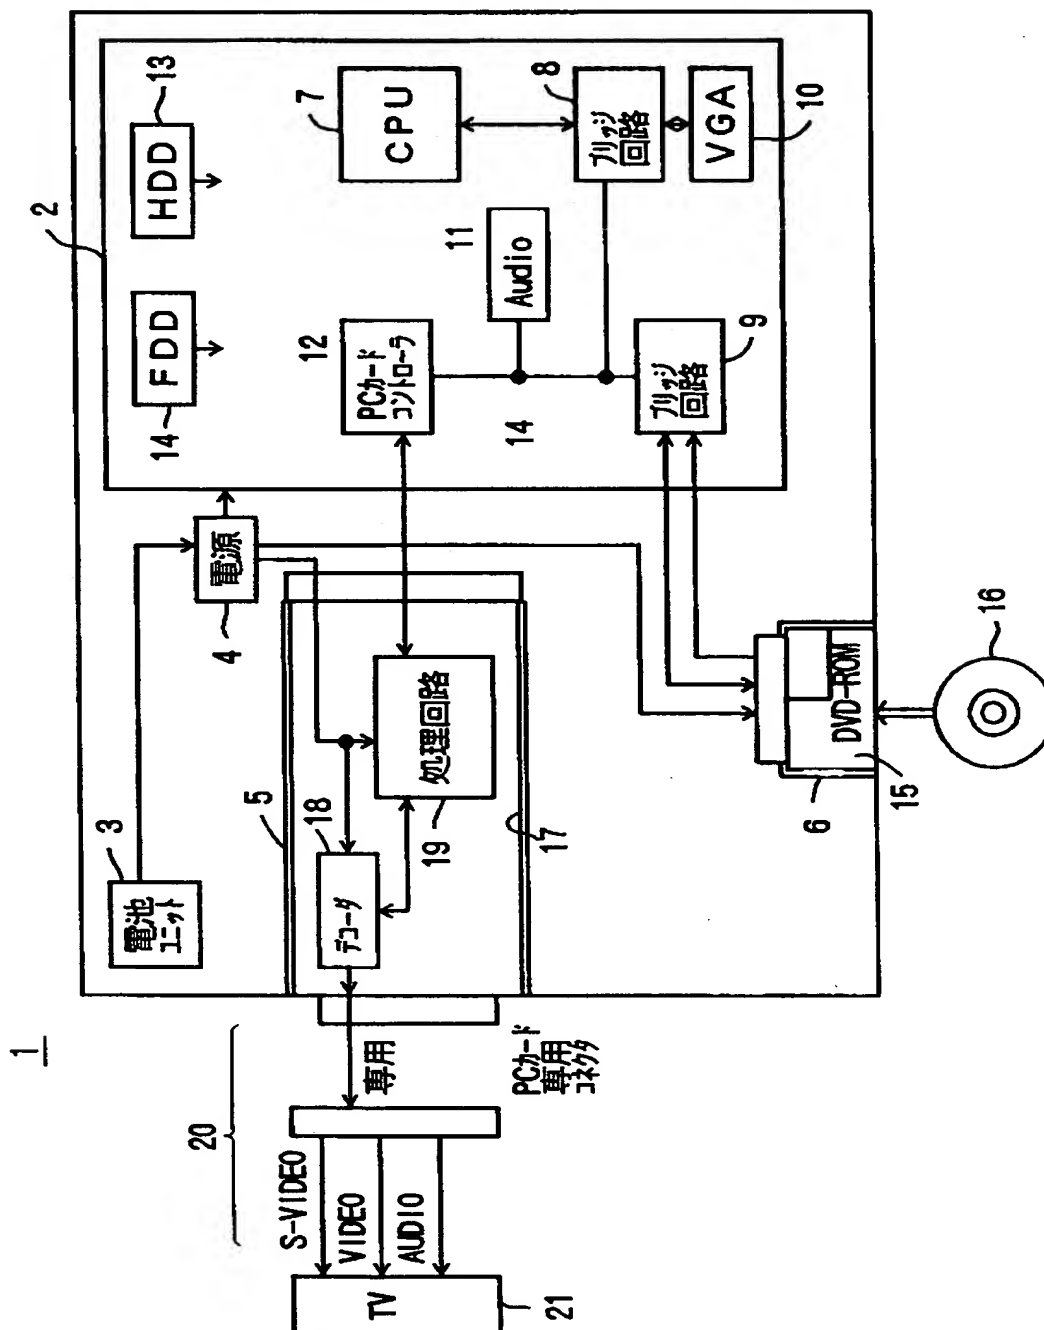 1
2
HDD
13
FDD
14
CPU
7
ブリッジ
回路
8
VGA
10
Audio
11
PCカード
コントローラ
12
14
ブリッジ
回路
9
電池
ユニット
3
電源
4
5
デコーダ
18
処理回路
19
17
DVD-ROM
6
15
16
専用
PCカード
専用
コネクタ
20
S-VIDEO
VIDEO
AUDIO
TV
21